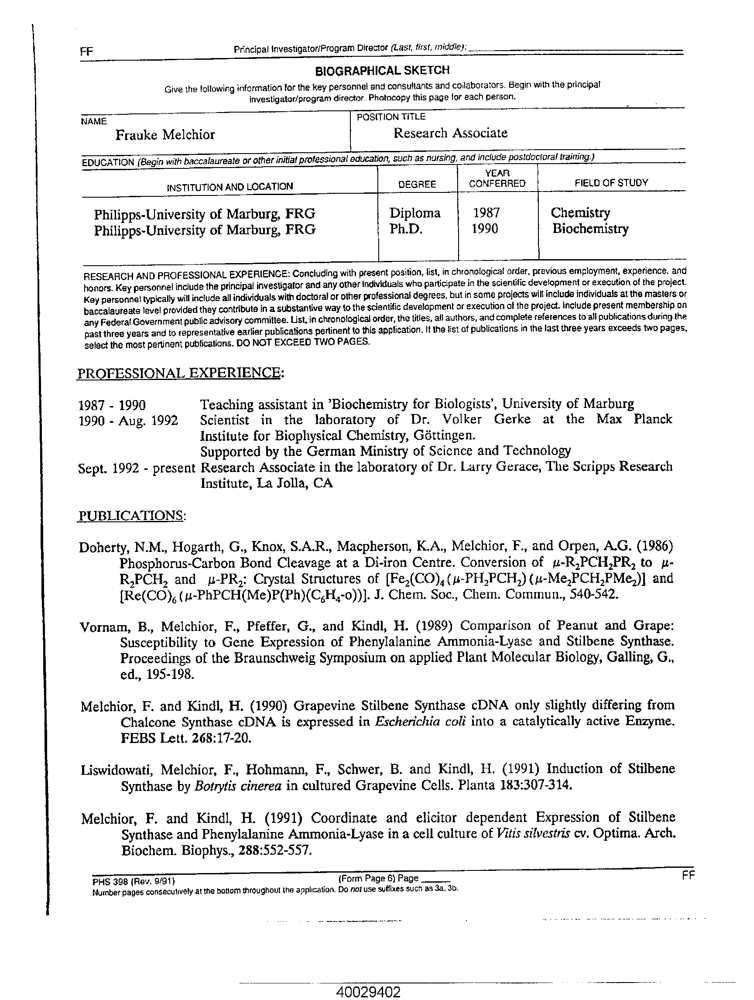 FF
Principal Investigator/Program Director (Last, first, middle):
BIOGRAPHICAL SKETCH
Give the following information for the key personnel and consultants and collaborators. Begin with the principal
investigator/program director. Photocopy this page for each person.
NAME
POSITION TITLE
Frauke Melchior
Research Associate
EDUCATION (Begin with baccalaureate or other initial professional education, such as nursing, and include postdoctoral training.)
INSTITUTION AND LOCATION
DEGREE
YEAR CONFERRED
FIELD OF STUDY
Philipps-University of Marburg, FRG Diploma 1987 Chemistry
Philipps-University of Marburg, FRG Ph.D. 1990 Biochemistry
RESEARCH AND PROFESSIONAL EXPERIENCE: Concluding with present position, list, in chronological order, previous employment, experience, and
honors. Key personnel include the principal investigator and any other individuals who participate in the scientific development or execution of the project.
Key personnel typically will include all individuals with doctoral or other professional degrees, but in some projects will include individuals at the masters or
baccalaureate level provided they contribute in a substantive way to the scientific development or execution of the project. Include present membership on
any Federal Government public advisory committee. List, in chronological order, the titles, all authors, and complete references to all publications during the
past three years and to representative earlier publications pertinent to this application. If the list of publications in the last three years exceeds two pages,
select the most pertinent publications. DO NOT EXCEED TWO PAGES.
PROFESSIONAL EXPERIENCE:
1987 - 1990 Teaching assistant in 'Biochemistry for Biologists', University of Marburg
1990 - Aug. 1992 Scientist in the laboratory of Dr. Volker Gerke at the Max Planck
Institute for Biophysical Chemistry, Göttingen.
Supported by the German Ministry of Science and Technology
Sept. 1992 - present Research Associate in the laboratory of Dr. Larry Gerace, The Scripps Research
Institute, La Jolla, CA
PUBLICATIONS:
Doherty, N.M., Hogarth, G., Knox, S.A.R., Macpherson, K.A., Melchior, F., and Orpen, A.G. (1986)
Phosphorus-Carbon Bond Cleavage at a Di-iron Centre. Conversion of μ-R₂PCH₂PR₂ to μ-
R₂PCH₂ and μ-PR₂: Crystal Structures of [Fe₂(CO)₄(μ-PH₂PCH₂)(μ-Me₂PCH₂PMe₂)] and
[Re(CO)₆(μ-PhPCH(Me)P(Ph)(C₆H₄-o))]. J. Chem. Soc., Chem. Commun., 540-542.
Vornam, B., Melchior, F., Pfeffer, G., and Kindl, H. (1989) Comparison of Peanut and Grape:
Susceptibility to Gene Expression of Phenylalanine Ammonia-Lyase and Stilbene Synthase.
Proceedings of the Braunschweig Symposium on applied Plant Molecular Biology, Galling, G.,
ed., 195-198.
Melchior, F. and Kindl, H. (1990) Grapevine Stilbene Synthase cDNA only slightly differing from
Chalcone Synthase cDNA is expressed in Escherichia coli into a catalytically active Enzyme.
FEBS Lett. 268:17-20.
Liswidowati, Melchior, F., Hohmann, F., Schwer, B. and Kindl, H. (1991) Induction of Stilbene
Synthase by Botrytis cinerea in cultured Grapevine Cells. Planta 183:307-314.
Melchior, F. and Kindl, H. (1991) Coordinate and elicitor dependent Expression of Stilbene
Synthase and Phenylalanine Ammonia-Lyase in a cell culture of Vitis silvestris cv. Optima. Arch.
Biochem. Biophys., 288:552-557.
PHS 398 (Rev. 9/91) (Form Page 6) Page FF
Number pages consecutively at the bottom throughout the application. Do not use suffixes such as 3a, 3b.
40029402